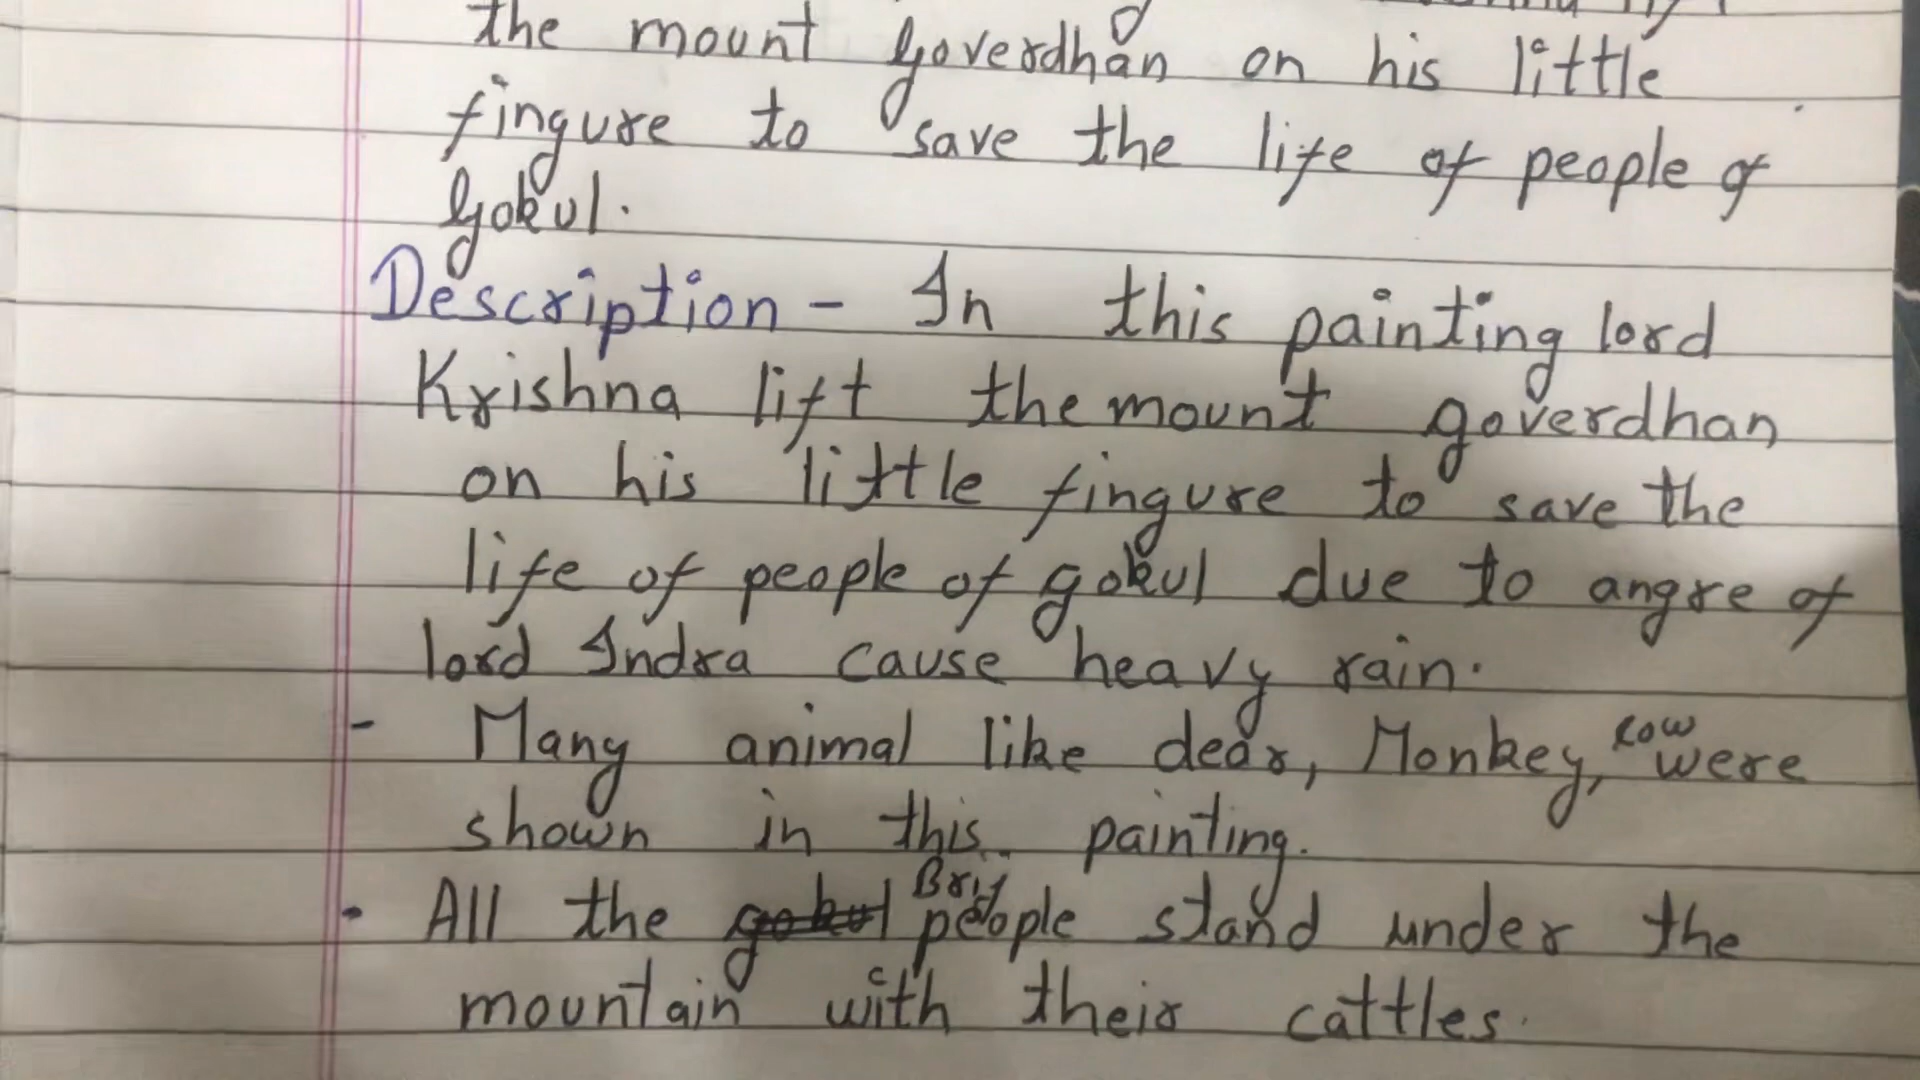 the mount Goverdhan on his little
fingure to save the life of people of
Gokul.
Description - In this painting lord
Krishna lift the mount goverdhan
on his little fingure to save the
life of people of gokul due to angre of
lord Indra cause heavy rain.
- Many animal like dear, Monkey, cow were
shown in this painting.
- All the gokul Brij people stand under the
mountain with their cattles.